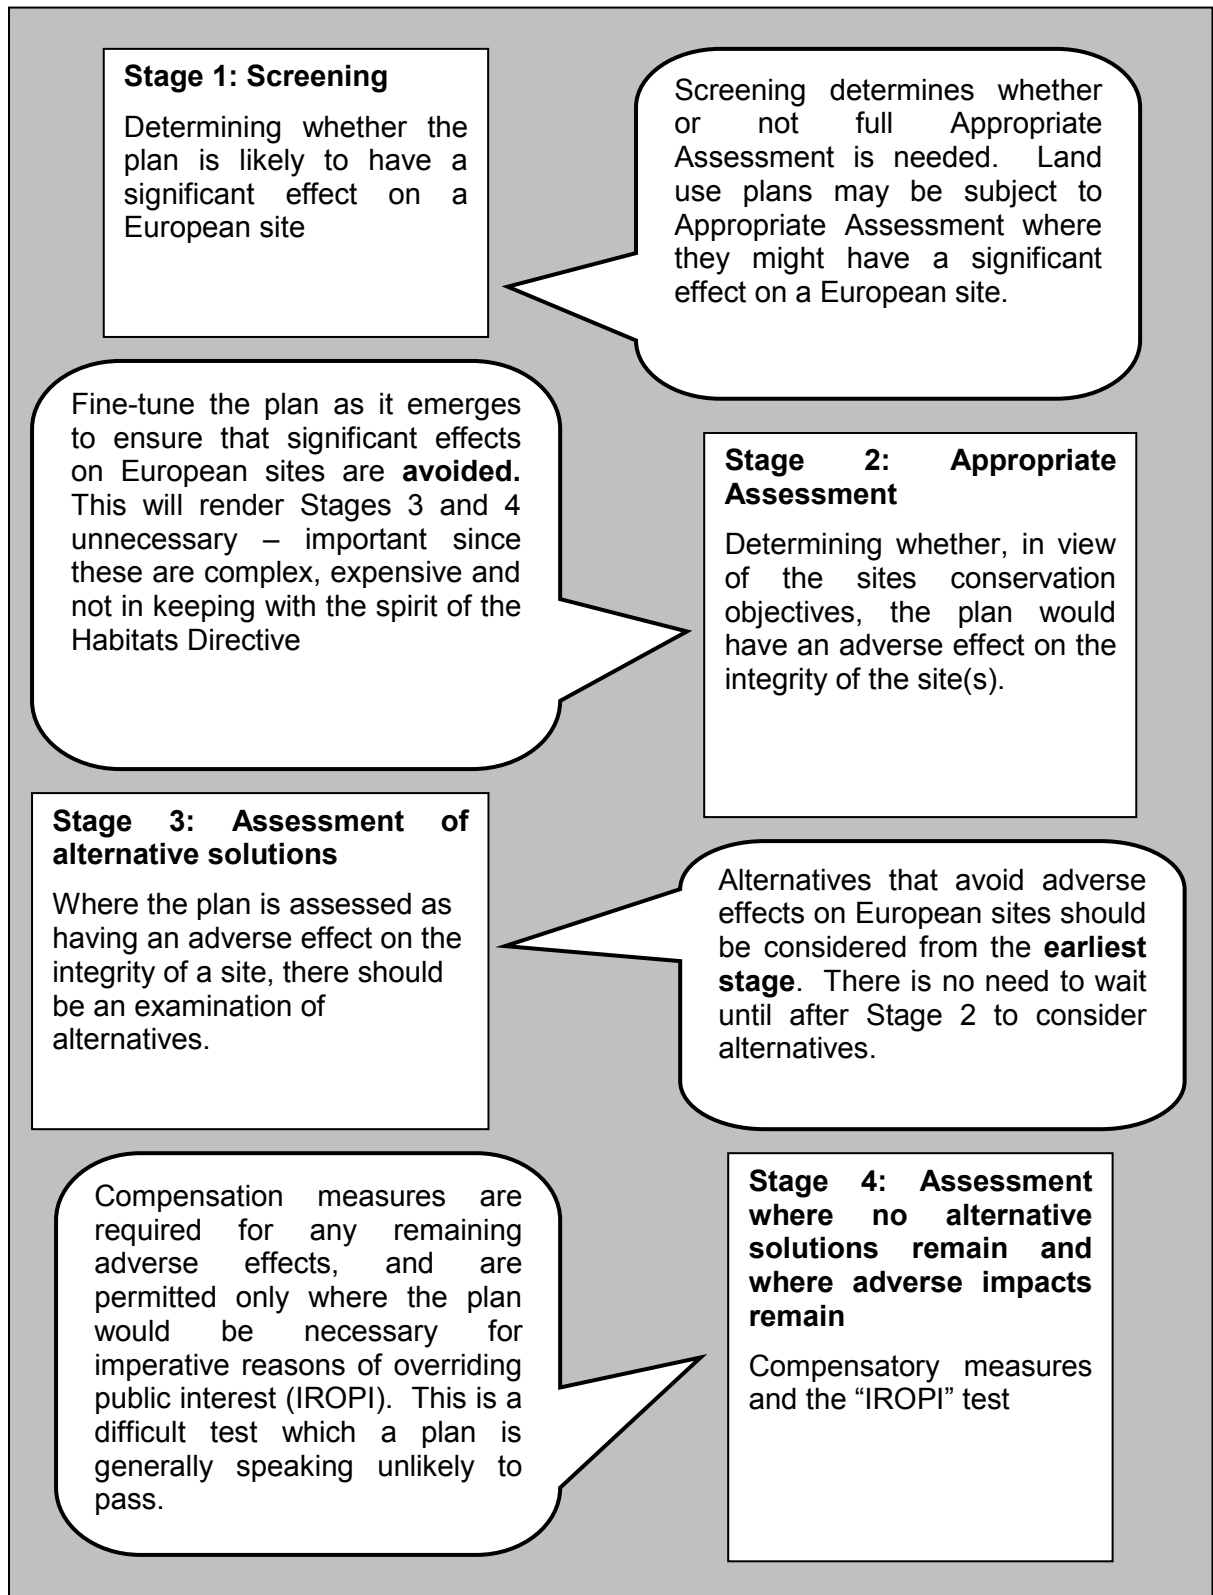 Stage 1: Screening
Determining whether the
plan is likely to have a
significant effect on a
European site
Screening determines whether
or not full Appropriate
Assessment is needed. Land
use plans may be subject to
Appropriate Assessment where
they might have a significant
effect on a European site.
Fine-tune the plan as it emerges
to ensure that significant effects
on European sites are avoided.
This will render Stages 3 and 4
unnecessary – important since
these are complex, expensive and
not in keeping with the spirit of the
Habitats Directive
Stage 2: Appropriate
Assessment
Determining whether, in view
of the sites conservation
objectives, the plan would
have an adverse effect on the
integrity of the site(s).
Stage 3: Assessment of
alternative solutions
Where the plan is assessed as
having an adverse effect on the
integrity of a site, there should
be an examination of
alternatives.
Alternatives that avoid adverse
effects on European sites should
be considered from the earliest
stage. There is no need to wait
until after Stage 2 to consider
alternatives.
Compensation measures are
required for any remaining
adverse effects, and are
permitted only where the plan
would be necessary for
imperative reasons of overriding
public interest (IROPI). This is a
difficult test which a plan is
generally speaking unlikely to
pass.
Stage 4: Assessment
where no alternative
solutions remain and
where adverse impacts
remain
Compensatory measures
and the “IROPI” test